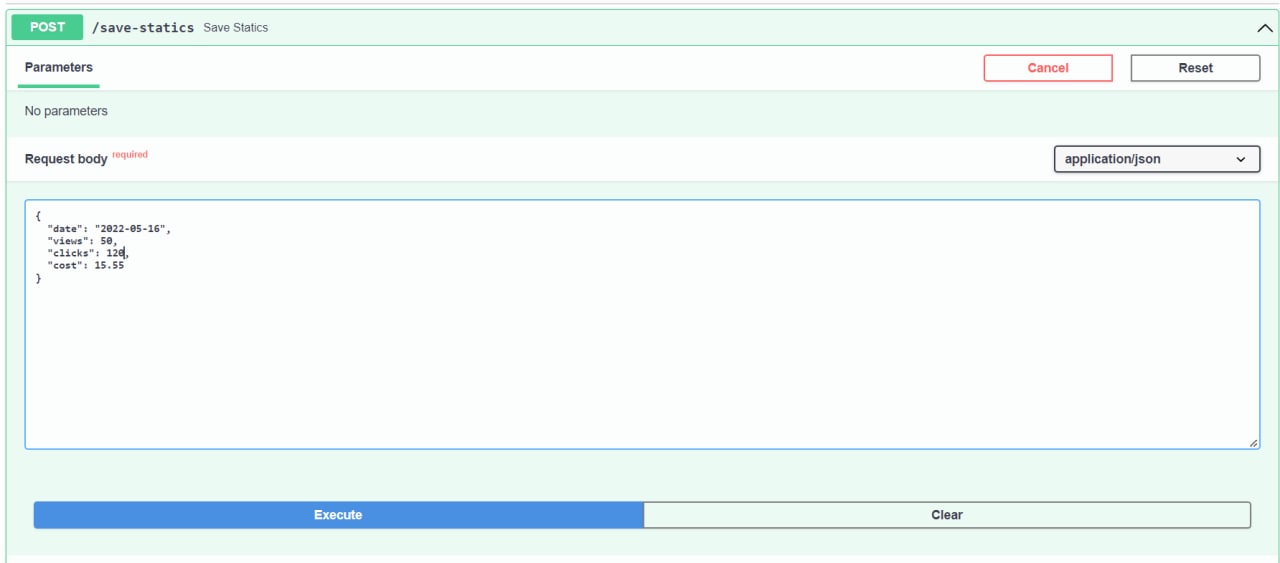 POST /save-statics Save Statics
Parameters
Cancel
Reset
No parameters
Request body required
application/json
{
  "date": "2022-05-16",
  "views": 50,
  "clicks": 120,
  "cost": 15.55
}
Execute
Clear